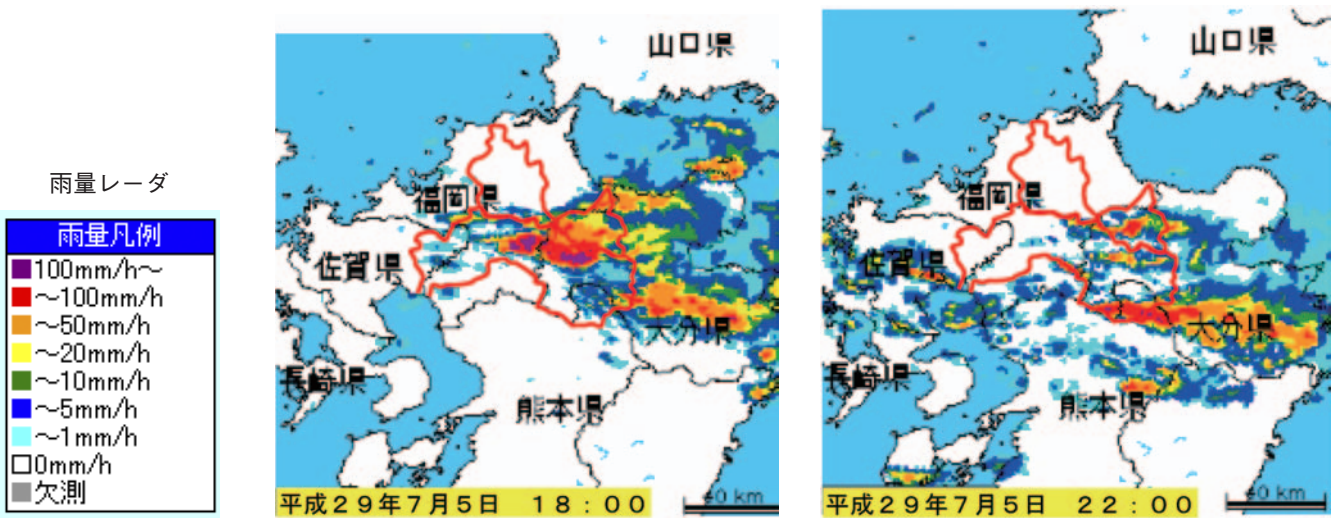 雨量レーダ
雨量凡例
100mm/h～
～100mm/h
～50mm/h
～20mm/h
～10mm/h
～5mm/h
～1mm/h
0mm/h
欠測
山口県
福岡県
佐賀県
大分県
長崎県
熊本県
平成29年7月5日 18:00
40 km
山口県
福岡県
佐賀県
大分県
長崎県
熊本県
平成29年7月5日 22:00
40 km